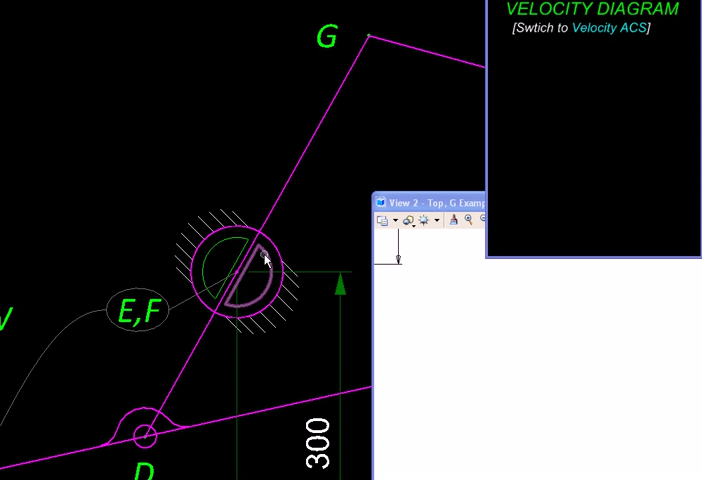 VELOCITY DIAGRAM
[Swtich to Velocity ACS]
G
View 2 - Top, G Examp
E,F
V
300
D